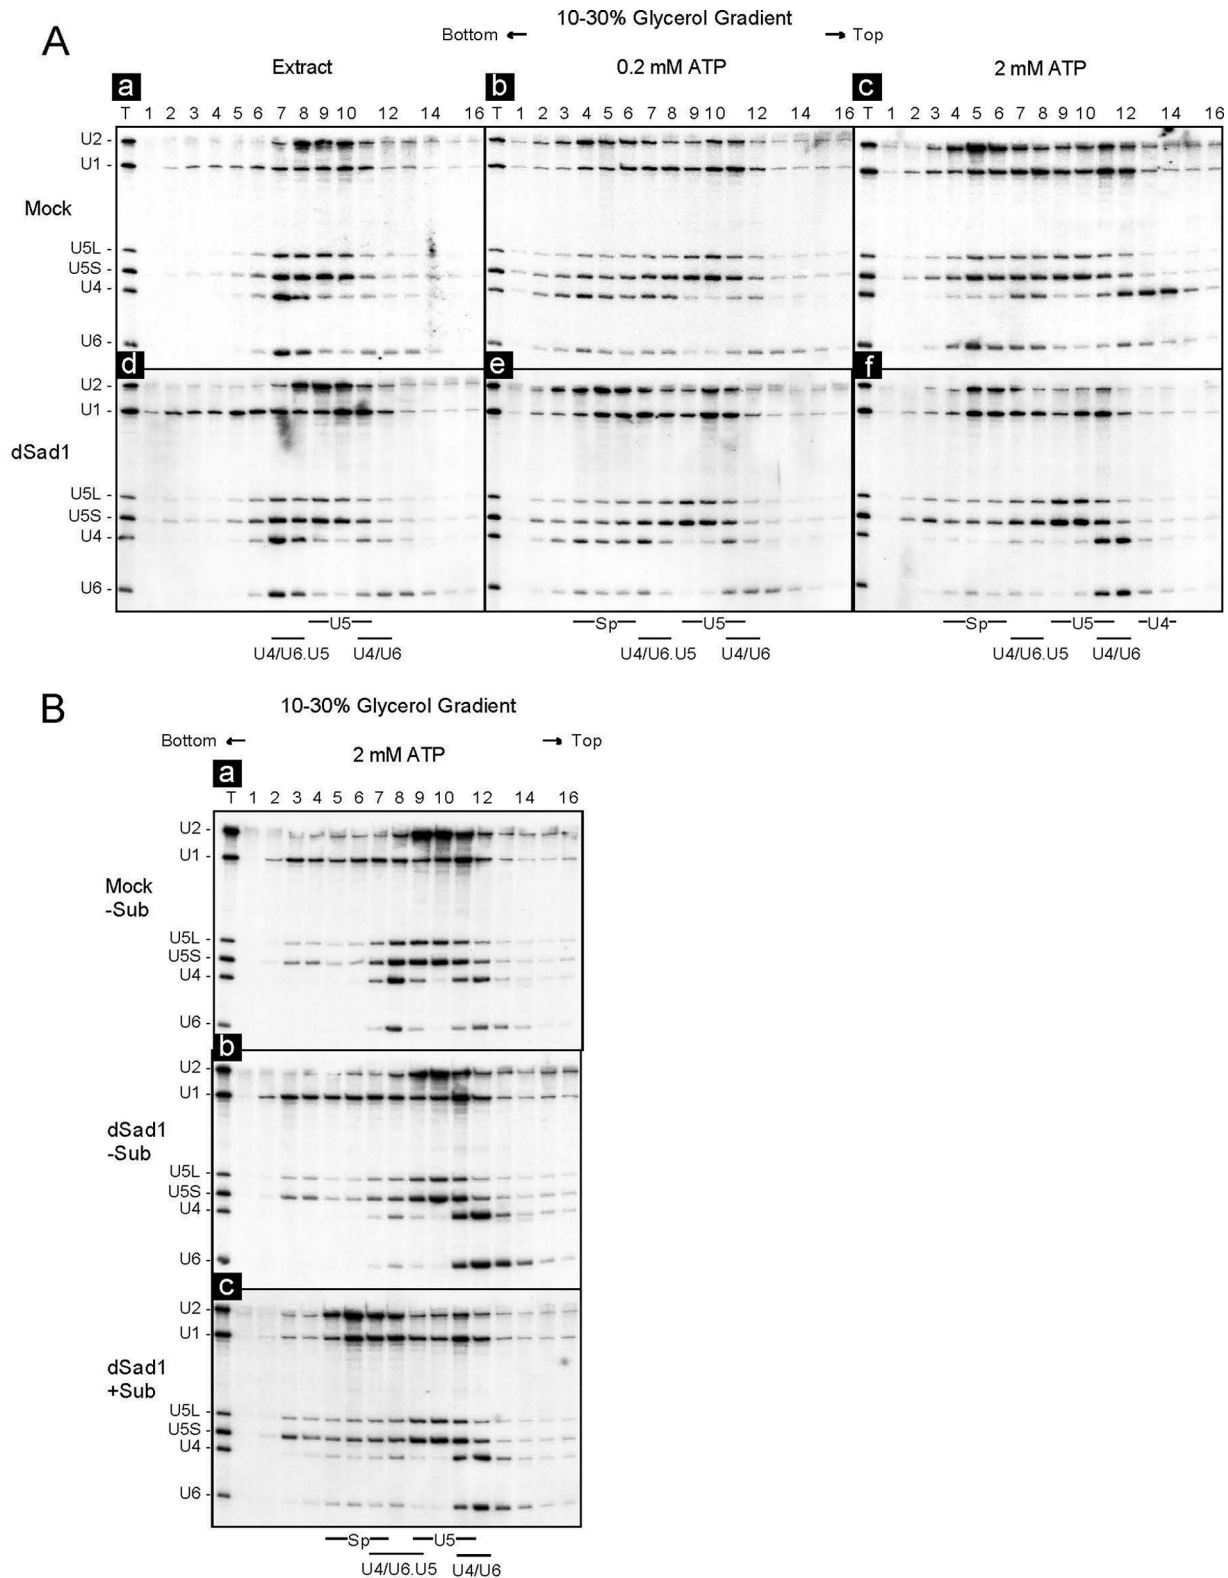 A
10-30% Glycerol Gradient
Bottom ← → Top
Extract 0.2 mM ATP 2 mM ATP
a b c
T 1 2 3 4 5 6 7 8 9 10 12 14 16 T 1 2 3 4 5 6 7 8 9 10 12 14 16 T 1 2 3 4 5 6 7 8 9 10 12 14 16
U2 -
U1 -
Mock
U5L -
U5S -
U4 -
U6 -
d e f
U2 -
U1 -
dSad1
U5L -
U5S -
U4 -
U6 -
U5 Sp U5 Sp U5 U4
U4/U6.U5 U4/U6 U4/U6.U5 U4/U6 U4/U6.U5 U4/U6
B
10-30% Glycerol Gradient
Bottom ← → Top
2 mM ATP
a
T 1 2 3 4 5 6 7 8 9 10 12 14 16
U2 -
U1 -
Mock
-Sub
U5L -
U5S -
U4 -
U6 -
b
U2 -
U1 -
dSad1
-Sub
U5L -
U5S -
U4 -
U6 -
c
U2 -
U1 -
dSad1
+Sub
U5L -
U5S -
U4 -
U6 -
Sp U5
U4/U6.U5 U4/U6